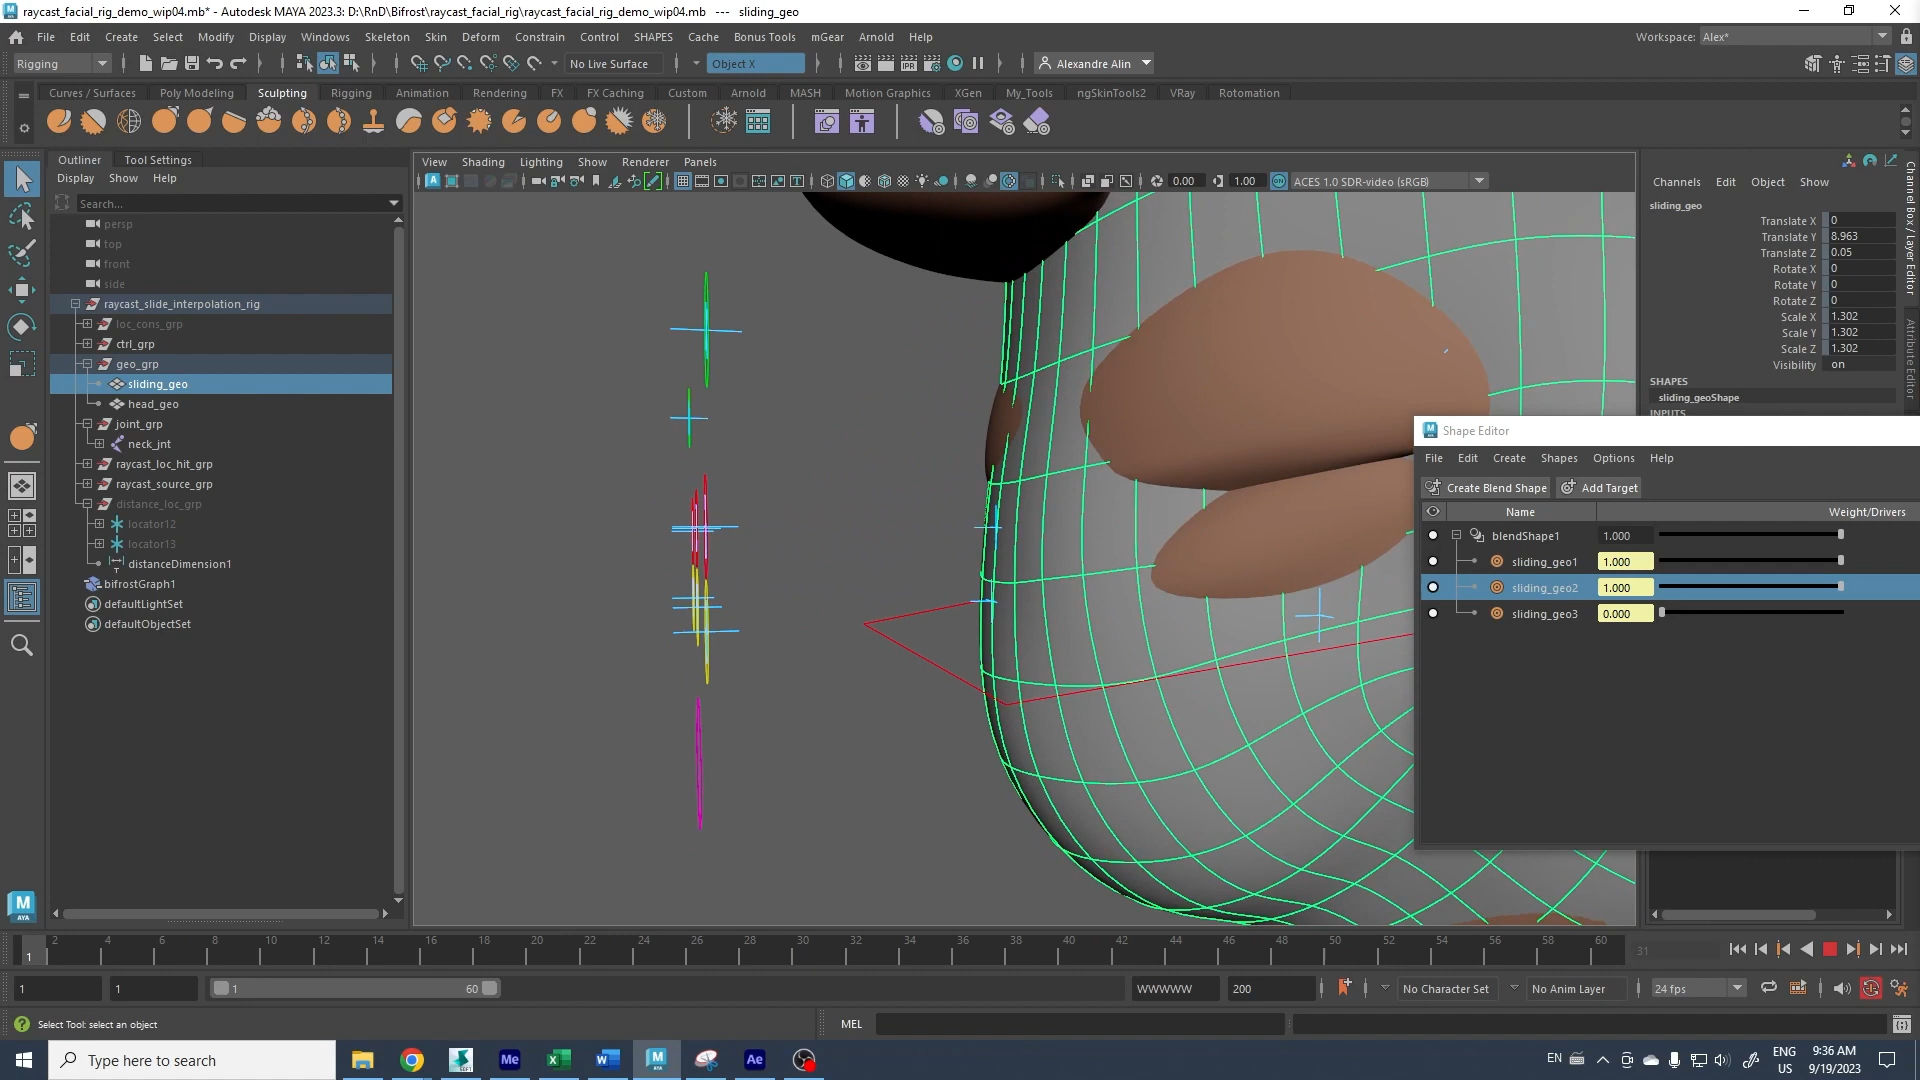 raycast_facial_rig_demo_wip04.mb* - Autodesk MAYA 2023.3: D:\RnD\Bifrost\raycast_facial_rig\raycast_facial_rig_demo_wip04.mb --- sliding_geo
File Edit Create Select Modify Display Windows Skeleton Skin Deform Constrain Control SHAPES Cache Bonus Tools mGear Arnold Help
Workspace: Alex*
Rigging
No Live Surface
Object X
Alexandre Alin
Curves / Surfaces Poly Modeling Sculpting Rigging Animation Rendering FX FX Caching Custom Arnold MASH Motion Graphics XGen My_Tools ngSkinTools2 VRay Rotomation
Outliner Tool Settings
Display Show Help
Search...
persp
top
front
side
raycast_slide_interpolation_rig
loc_cons_grp
ctrl_grp
geo_grp
sliding_geo
head_geo
joint_grp
neck_jnt
raycast_loc_hit_grp
raycast_source_grp
distance_loc_grp
locator12
locator13
distanceDimension1
bifrostGraph1
defaultLightSet
defaultObjectSet
View Shading Lighting Show Renderer Panels
0.00 1.00 ACES 1.0 SDR-video (sRGB)
Channels Edit Object Show
sliding_geo
Translate X 0
Translate Y 8.963
Translate Z 0.05
Rotate X 0
Rotate Y 0
Rotate Z 0
Scale X 1.302
Scale Y 1.302
Scale Z 1.302
Visibility on
SHAPES
sliding_geoShape
INPUTS
Channel Box / Layer Editor
Attribute Editor
Shape Editor
File Edit Create Shapes Options Help
Create Blend Shape Add Target
Name Weight/Drivers
blendShape1 1.000
sliding_geo1 1.000
sliding_geo2 1.000
sliding_geo3 0.000
2 4 6 8 10 12 14 16 18 20 22 24 26 28 30 32 34 36 38 40 42 44 46 48 50 52 54 56 58 60
1
31
1 1 1 60 WWWWW 200 No Character Set No Anim Layer 24 fps
Select Tool: select an object
MEL
Type here to search
EN
ENG
US
9:36 AM
9/19/2023